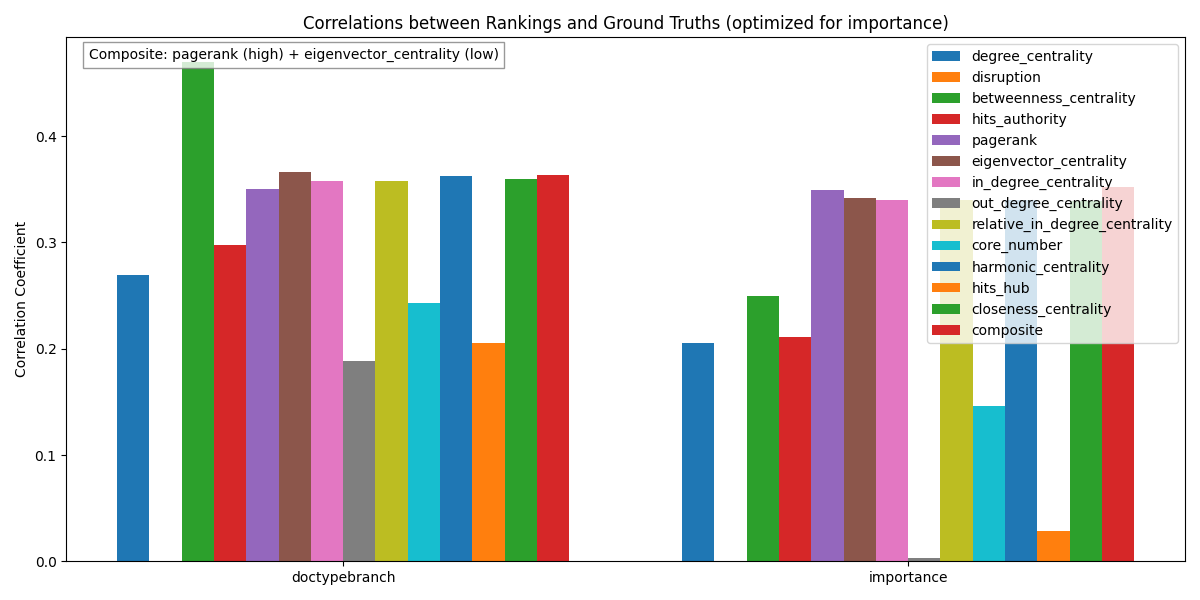 Correlations between Rankings and Ground Truths (optimized for importance)
Composite: pagerank (high) + eigenvector_centrality (low)
degree_centrality
disruption
betweenness_centrality
hits_authority
pagerank
eigenvector_centrality
in_degree_centrality
out_degree_centrality
relative_in_degree_centrality
core_number
harmonic_centrality
hits_hub
closeness_centrality
composite
Correlation Coefficient
0.4
0.3
0.2
0.1
0.0
doctypebranch
importance